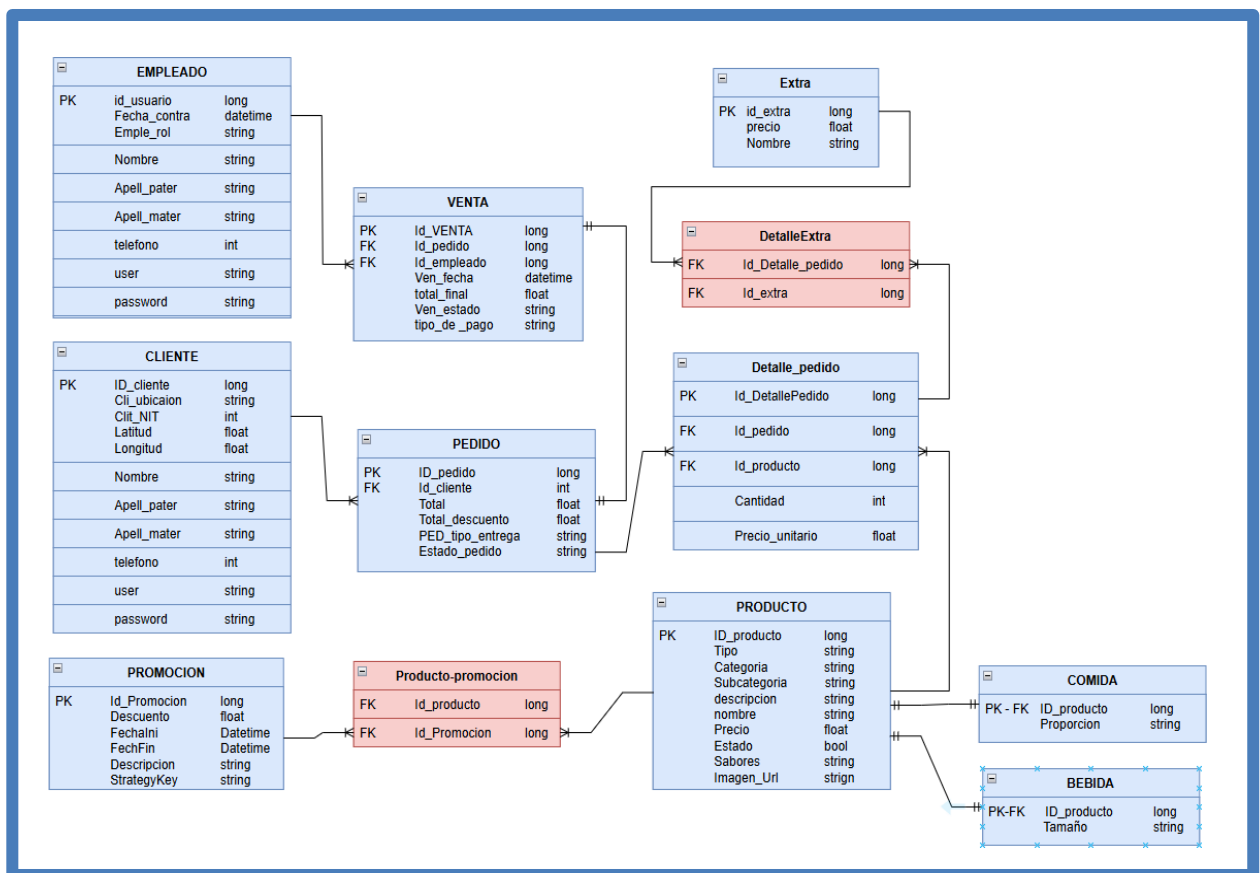 EMPLEADO
PK id_usuario long
Fecha_contra datetime
Emple_rol string
Nombre string
Apell_pater string
Apell_mater string
telefono int
user string
password string
Extra
PK id_extra long
precio float
Nombre string
VENTA
PK Id_VENTA long
FK Id_pedido long
FK Id_empleado long
Ven_fecha datetime
total_final float
Ven_estado string
tipo_de _pago string
DetalleExtra
FK Id_Detalle_pedido long
FK Id_extra long
CLIENTE
PK ID_cliente long
Cli_ubicaion string
Clit_NIT int
Latitud float
Longitud float
Nombre string
Apell_pater string
Apell_mater string
telefono int
user string
password string
PEDIDO
PK ID_pedido long
FK Id_cliente int
Total float
Total_descuento float
PED_tipo_entrega string
Estado_pedido string
Detalle_pedido
PK Id_DetallePedido long
FK Id_pedido long
FK Id_producto long
Cantidad int
Precio_unitario float
PROMOCION
PK Id_Promocion long
Descuento float
FechaIni Datetime
FechFin Datetime
Descripcion string
StrategyKey string
Producto-promocion
FK Id_producto long
FK Id_Promocion long
PRODUCTO
PK ID_producto long
Tipo string
Categoria string
Subcategoria string
descripcion string
nombre string
Precio float
Estado bool
Sabores string
Imagen_Url strign
COMIDA
PK - FK ID_producto long
Proporcion string
BEBIDA
PK-FK ID_producto long
Tamaño string